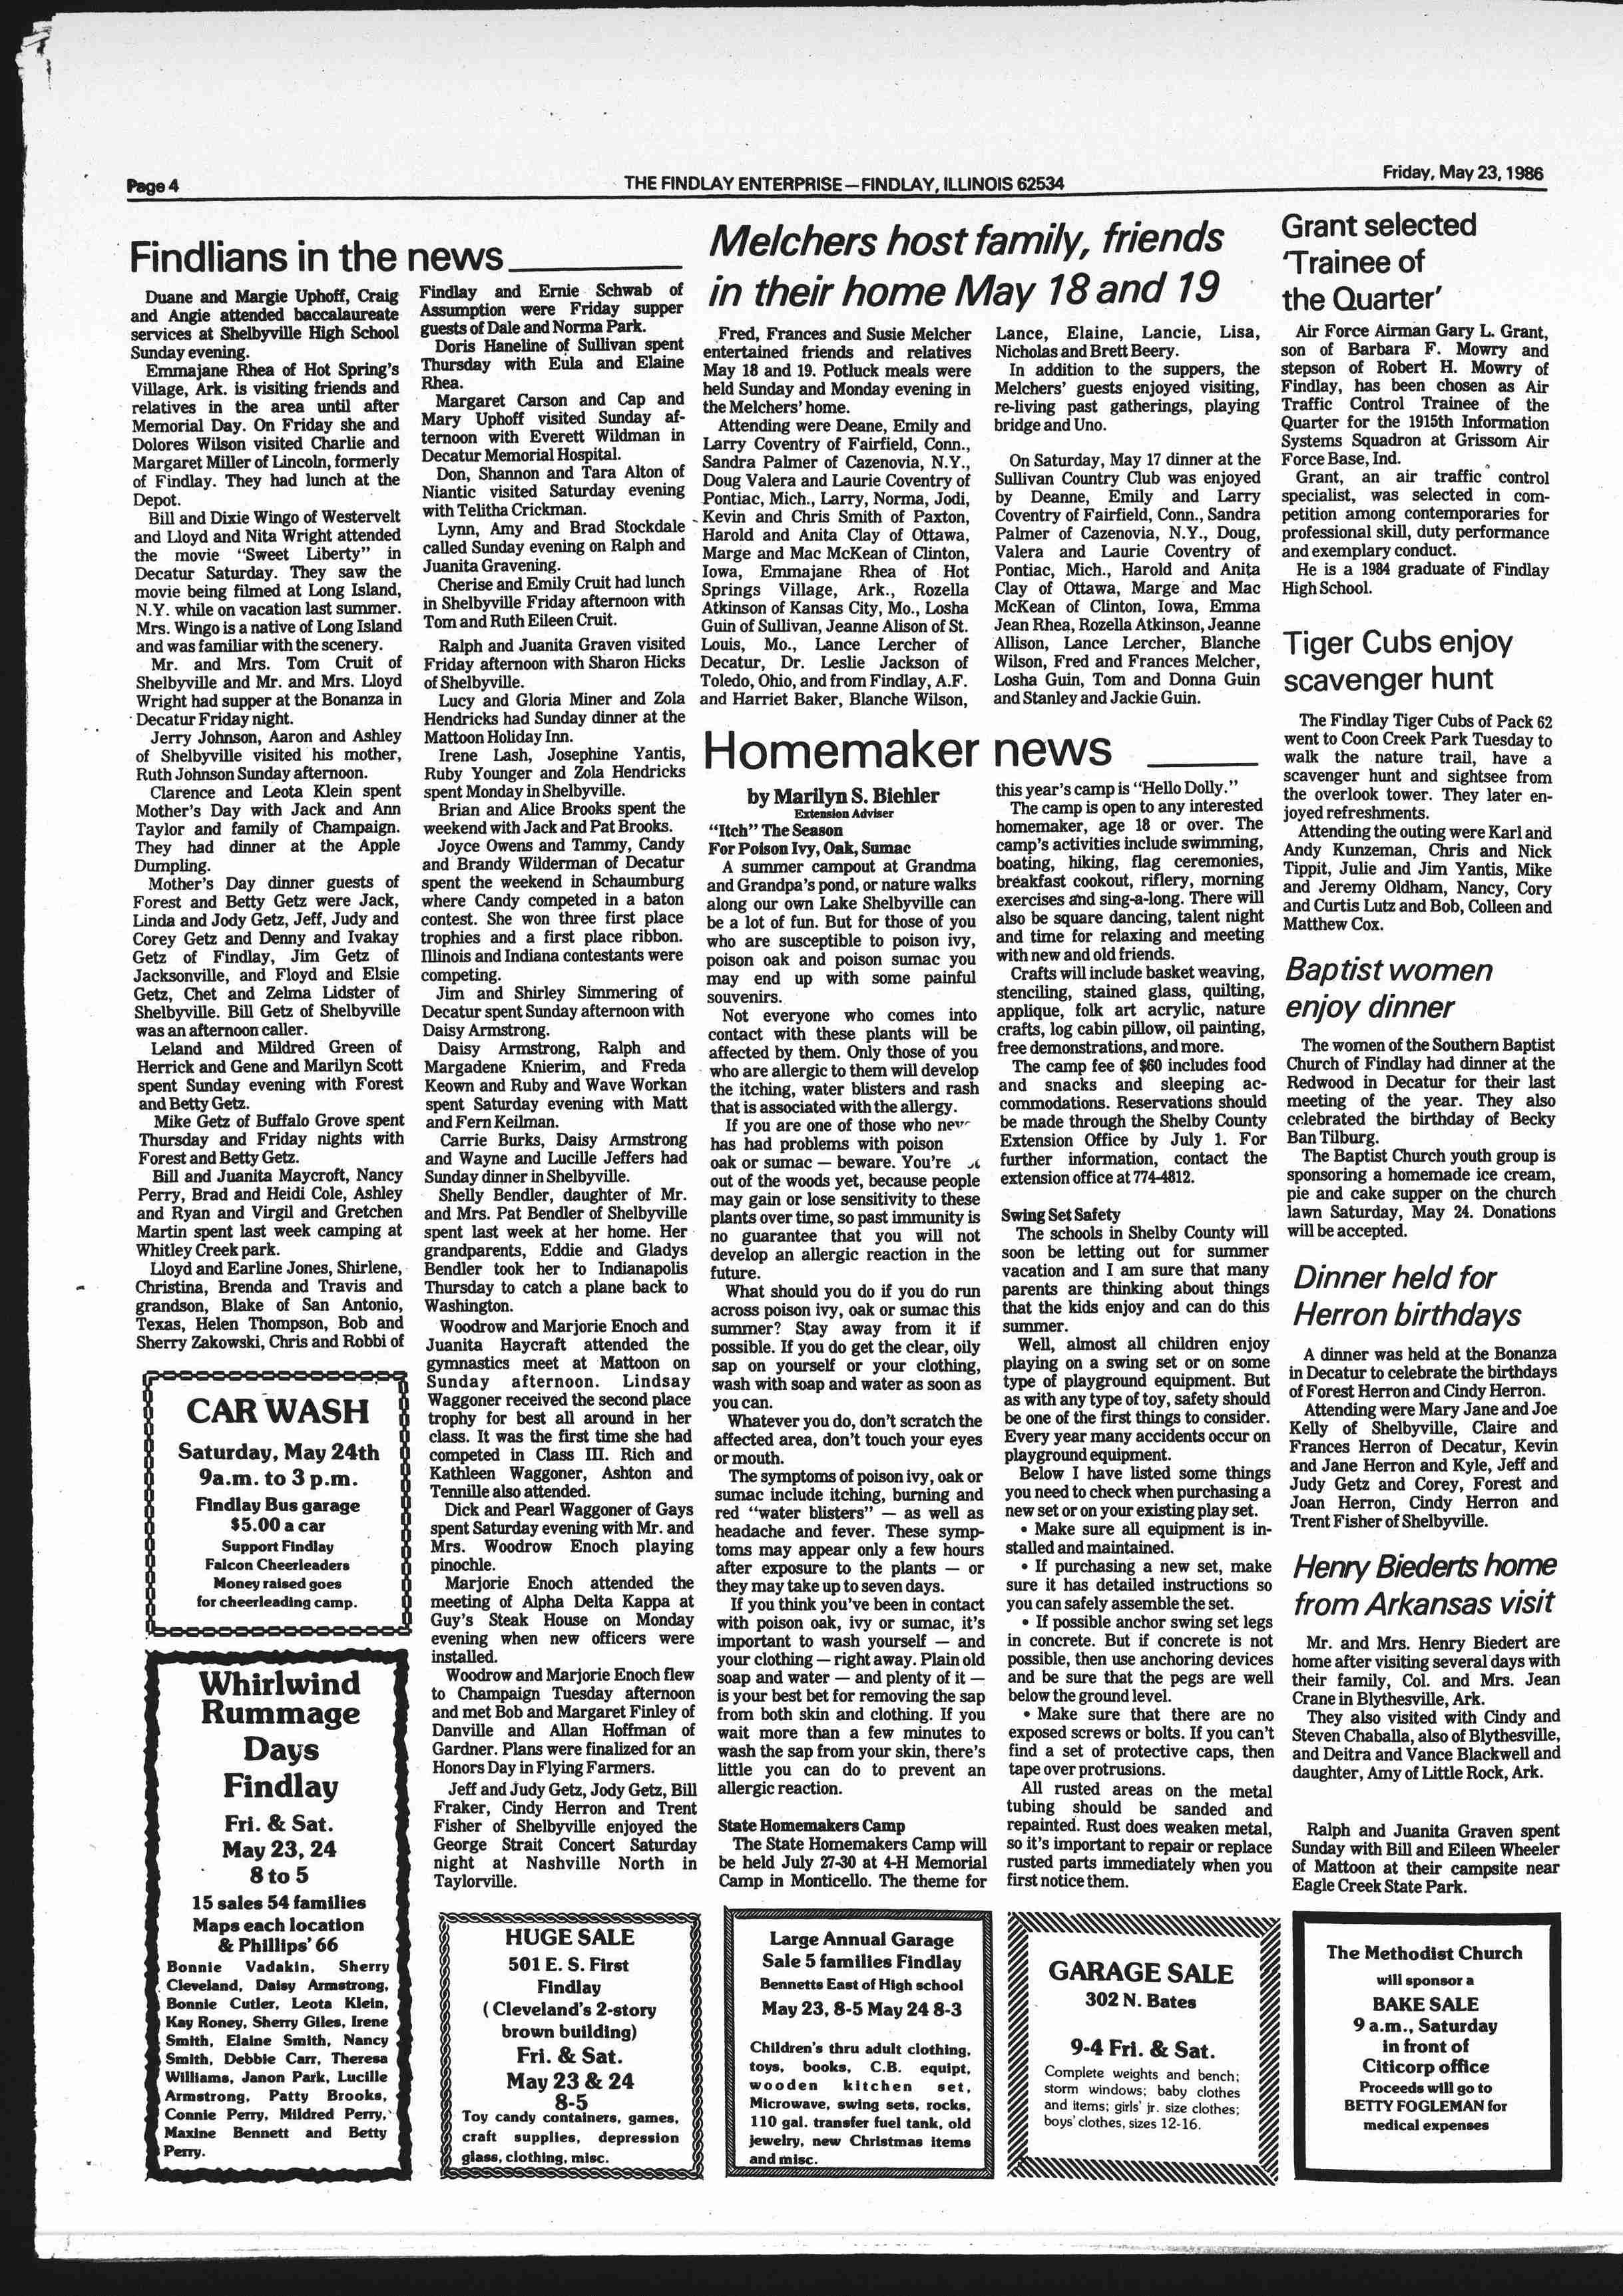 Page 4
THE FINDLAY ENTERPRISE—FINDLAY, ILLINOIS 62534
Friday, May 23, 1986
Findlians in the news
Duane and Margie Uphoff, Craig
and Angie attended baccalaureate
services at Shelbyville High School
Sunday evening.
Emmajane Rhea of Hot Spring's
Village, Ark. is visiting friends and
relatives in the area until after
Memorial Day. On Friday she and
Dolores Wilson visited Charlie and
Margaret Miller of Lincoln, formerly
of Findlay. They had lunch at the
Depot.
Bill and Dixie Wingo of Westervelt
and Lloyd and Nita Wright attended
the movie "Sweet Liberty" in
Decatur Saturday. They saw the
movie being filmed at Long Island,
N.Y. while on vacation last summer.
Mrs. Wingo is a native of Long Island
and was familiar with the scenery.
Mr. and Mrs. Tom Cruit of
Shelbyville and Mr. and Mrs. Lloyd
Wright had supper at the Bonanza in
Decatur Friday night.
Jerry Johnson, Aaron and Ashley
of Shelbyville visited his mother,
Ruth Johnson Sunday afternoon.
Clarence and Leota Klein spent
Mother's Day with Jack and Ann
Taylor and family of Champaign.
They had dinner at the Apple
Dumpling.
Mother's Day dinner guests of
Forest and Betty Getz were Jack,
Linda and Jody Getz, Jeff, Judy and
Corey Getz and Denny and Ivakay
Getz of Findlay, Jim Getz of
Jacksonville, and Floyd and Elsie
Getz, Chet and Zelma Lidster of
Shelbyville. Bill Getz of Shelbyville
was an afternoon caller.
Leland and Mildred Green of
Herrick and Gene and Marilyn Scott
spent Sunday evening with Forest
and Betty Getz.
Mike Getz of Buffalo Grove spent
Thursday and Friday nights with
Forest and Betty Getz.
Bill and Juanita Maycroft, Nancy
Perry, Brad and Heidi Cole, Ashley
and Ryan and Virgil and Gretchen
Martin spent last week camping at
Whitley Creek park.
Lloyd and Earline Jones, Shirlene,
Christina, Brenda and Travis and
grandson, Blake of San Antonio,
Texas, Helen Thompson, Bob and
Sherry Zakowski, Chris and Robbi of
Findlay and Ernie Schwab of
Assumption were Friday supper
guests of Dale and Norma Park.
Doris Haneline of Sullivan spent
Thursday with Eula and Elaine
Rhea.
Margaret Carson and Cap and
Mary Uphoff visited Sunday af-
ternoon with Everett Wildman in
Decatur Memorial Hospital.
Don, Shannon and Tara Alton of
Niantic visited Saturday evening
with Telitha Crickman.
Lynn, Amy and Brad Stockdale
called Sunday evening on Ralph and
Juanita Gravening.
Cherise and Emily Cruit had lunch
in Shelbyville Friday afternoon with
Tom and Ruth Eileen Cruit.
Ralph and Juanita Graven visited
Friday afternoon with Sharon Hicks
of Shelbyville.
Lucy and Gloria Miner and Zola
Hendricks had Sunday dinner at the
Mattoon Holiday Inn.
Irene Lash, Josephine Yantis,
Ruby Younger and Zola Hendricks
spent Monday in Shelbyville.
Brian and Alice Brooks spent the
weekend with Jack and Pat Brooks.
Joyce Owens and Tammy, Candy
and Brandy Wilderman of Decatur
spent the weekend in Schaumburg
where Candy competed in a baton
contest. She won three first place
trophies and a first place ribbon.
Illinois and Indiana contestants were
competing.
Jim and Shirley Simmering of
Decatur spent Sunday afternoon with
Daisy Armstrong.
Daisy Armstrong, Ralph and
Margadene Knierim, and Freda
Keown and Ruby and Wave Workan
spent Saturday evening with Matt
and Fern Keilman.
Carrie Burks, Daisy Armstrong
and Wayne and Lucille Jeffers had
Sunday dinner in Shelbyville.
Shelly Bendler, daughter of Mr.
and Mrs. Pat Bendler of Shelbyville
spent last week at her home. Her
grandparents, Eddie and Gladys
Bendler took her to Indianapolis
Thursday to catch a plane back to
Washington.
Woodrow and Marjorie Enoch and
Juanita Haycraft attended the
gymnastics meet at Mattoon on
Sunday afternoon. Lindsay
Waggoner received the second place
trophy for best all around in her
class. It was the first time she had
competed in Class III. Rich and
Kathleen Waggoner, Ashton and
Tennille also attended.
Dick and Pearl Waggoner of Gays
spent Saturday evening with Mr. and
Mrs. Woodrow Enoch playing
pinochle.
Marjorie Enoch attended the
meeting of Alpha Delta Kappa at
Guy's Steak House on Monday
evening when new officers were
installed.
Woodrow and Marjorie Enoch flew
to Champaign Tuesday afternoon
and met Bob and Margaret Finley of
Danville and Allan Hoffman of
Gardner. Plans were finalized for an
Honors Day in Flying Farmers.
Jeff and Judy Getz, Jody Getz, Bill
Fraker, Cindy Herron and Trent
Fisher of Shelbyville enjoyed the
George Strait Concert Saturday
night at Nashville North in
Taylorville.
Melchers host family, friends
in their home May 18 and 19
Fred, Frances and Susie Melcher
entertained friends and relatives
May 18 and 19. Potluck meals were
held Sunday and Monday evening in
the Melchers' home.
Attending were Deane, Emily and
Larry Coventry of Fairfield, Conn.,
Sandra Palmer of Cazenovia, N.Y.,
Doug Valera and Laurie Coventry of
Pontiac, Mich., Larry, Norma, Jodi,
Kevin and Chris Smith of Paxton,
Harold and Anita Clay of Ottawa,
Marge and Mac McKean of Clinton,
Iowa, Emmajane Rhea of Hot
Springs Village, Ark., Rozella
Atkinson of Kansas City, Mo., Losha
Guin of Sullivan, Jeanne Alison of St.
Louis, Mo., Lance Lercher of
Decatur, Dr. Leslie Jackson of
Toledo, Ohio, and from Findlay, A.F.
and Harriet Baker, Blanche Wilson,
Lance, Elaine, Lancie, Lisa,
Nicholas and Brett Beery.
In addition to the suppers, the
Melchers' guests enjoyed visiting,
re-living past gatherings, playing
bridge and Uno.
On Saturday, May 17 dinner at the
Sullivan Country Club was enjoyed
by Deanne, Emily and Larry
Coventry of Fairfield, Conn., Sandra
Palmer of Cazenovia, N.Y., Doug,
Valera and Laurie Coventry of
Pontiac, Mich., Harold and Anita
Clay of Ottawa, Marge and Mac
McKean of Clinton, Iowa, Emma
Jean Rhea, Rozella Atkinson, Jeanne
Allison, Lance Lercher, Blanche
Wilson, Fred and Frances Melcher,
Losha Guin, Tom and Donna Guin
and Stanley and Jackie Guin.
Homemaker news
by Marilyn S. Biehler
Extension Adviser
"Itch" The Season
For Poison Ivy, Oak, Sumac
A summer campout at Grandma
and Grandpa's pond, or nature walks
along our own Lake Shelbyville can
be a lot of fun. But for those of you
who are susceptible to poison ivy,
poison oak and poison sumac you
may end up with some painful
souvenirs.
Not everyone who comes into
contact with these plants will be
affected by them. Only those of you
who are allergic to them will develop
the itching, water blisters and rash
that is associated with the allergy.
If you are one of those who
has had problems with poison
oak or sumac — beware. You're
out of the woods yet, because people
may gain or lose sensitivity to these
plants over time, so past immunity is
no guarantee that you will not
develop an allergic reaction in the
future.
What should you do if you do run
across poison ivy, oak or sumac this
summer? Stay away from it if
possible. If you do get the clear, oily
sap on yourself or your clothing,
wash with soap and water as soon as
you can.
Whatever you do, don't scratch the
affected area, don't touch your eyes
or mouth.
The symptoms of poison ivy, oak or
sumac include itching, burning and
red "water blisters" — as well as
headache and fever. These symp-
toms may appear only a few hours
after exposure to the plants — or
they may take up to seven days.
If you think you've been in contact
with poison oak, ivy or sumac, it's
important to wash yourself — and
your clothing — right away. Plain old
soap and water — and plenty of it —
is your best bet for removing the sap
from both skin and clothing. If you
wait more than a few minutes to
wash the sap from your skin, there's
little you can do to prevent an
allergic reaction.
State Homemakers Camp
The State Homemakers Camp will
be held July 27-30 at 4-H Memorial
Camp in Monticello. The theme for
this year's camp is "Hello Dolly."
The camp is open to any interested
homemaker, age 18 or over. The
camp's activities include swimming,
boating, hiking, flag ceremonies,
breakfast cookout, riflery, morning
exercises and sing-a-long. There will
also be square dancing, talent night
and time for relaxing and meeting
with new and old friends.
Crafts will include basket weaving,
stenciling, stained glass, quilting,
applique, folk art acrylic, nature
crafts, log cabin pillow, oil painting,
free demonstrations, and more.
The camp fee of $60 includes food
and snacks and sleeping ac-
commodations. Reservations should
be made through the Shelby County
Extension Office by July 1. For
further information, contact the
extension office at 774-4812.
Swing Set Safety
The schools in Shelby County will
soon be letting out for summer
vacation and I am sure that many
parents are thinking about things
that the kids enjoy and can do this
summer.
Well, almost all children enjoy
playing on a swing set or on some
type of playground equipment. But
as with any type of toy, safety should
be one of the first things to consider.
Every year many accidents occur on
playground equipment.
Below I have listed some things
you need to check when purchasing a
new set or on your existing play set.
• Make sure all equipment is in-
stalled and maintained.
• If purchasing a new set, make
sure it has detailed instructions so
you can safely assemble the set.
• If possible anchor swing set legs
in concrete. But if concrete is not
possible, then use anchoring devices
and be sure that the pegs are well
below the ground level.
• Make sure that there are no
exposed screws or bolts. If you can't
find a set of protective caps, then
tape over protrusions.
All rusted areas on the metal
tubing should be sanded and
repainted. Rust does weaken metal,
so it's important to repair or replace
rusted parts immediately when you
first notice them.
Grant selected
'Trainee of
the Quarter'
Air Force Airman Gary L. Grant,
son of Barbara F. Mowry and
stepson of Robert H. Mowry of
Findlay, has been chosen as Air
Traffic Control Trainee of the
Quarter for the 1915th Information
Systems Squadron at Grissom Air
Force Base, Ind.
Grant, an air traffic control
specialist, was selected in com-
petition among contemporaries for
professional skill, duty performance
and exemplary conduct.
He is a 1984 graduate of Findlay
High School.
Tiger Cubs enjoy
scavenger hunt
The Findlay Tiger Cubs of Pack 62
went to Coon Creek Park Tuesday to
walk the nature trail, have a
scavenger hunt and sightsee from
the overlook tower. They later en-
joyed refreshments.
Attending the outing were Karl and
Andy Kunzeman, Chris and Nick
Tippit, Julie and Jim Yantis, Mike
and Jeremy Oldham, Nancy, Cory
and Curtis Lutz and Bob, Colleen and
Matthew Cox.
Baptist women
enjoy dinner
The women of the Southern Baptist
Church of Findlay had dinner at the
Redwood in Decatur for their last
meeting of the year. They also
celebrated the birthday of Becky
Ban Tilburg.
The Baptist Church youth group is
sponsoring a homemade ice cream,
pie and cake supper on the church
lawn Saturday, May 24. Donations
will be accepted.
Dinner held for
Herron birthdays
A dinner was held at the Bonanza
in Decatur to celebrate the birthdays
of Forest Herron and Cindy Herron.
Attending were Mary Jane and Joe
Kelly of Shelbyville, Claire and
Frances Herron of Decatur, Kevin
and Jane Herron and Kyle, Jeff and
Judy Getz and Corey, Forest and
Joan Herron, Cindy Herron and
Trent Fisher of Shelbyville.
Henry Biederts home
from Arkansas visit
Mr. and Mrs. Henry Biedert are
home after visiting several days with
their family, Col. and Mrs. Jean
Crane in Blythesville, Ark.
They also visited with Cindy and
Steven Chaballa, also of Blythesville,
and Deitra and Vance Blackwell and
daughter, Amy of Little Rock, Ark.
Ralph and Juanita Graven spent
Sunday with Bill and Eileen Wheeler
of Mattoon at their campsite near
Eagle Creek State Park.
CAR WASH
Saturday, May 24th
9a.m. to 3 p.m.
Findlay Bus garage
$5.00 a car
Support Findlay
Falcon Cheerleaders
Money raised goes
for cheerleading camp.
Whirlwind
Rummage
Days
Findlay
Fri. & Sat.
May 23, 24
8 to 5
15 sales 54 families
Maps each location
& Phillips' 66
Bonnie Vadakin, Sherry
Cleveland, Daisy Armstrong,
Bonnie Cutler, Leota Klein,
Kay Roney, Sherry Giles, Irene
Smith, Elaine Smith, Nancy
Smith, Debbie Carr, Theresa
Williams, Janon Park, Lucille
Armstrong, Patty Brooks,
Connie Perry, Mildred Perry,
Maxine Bennett and Betty
Perry.
HUGE SALE
501 E. S. First
Findlay
(Cleveland's 2-story
brown building)
Fri. & Sat.
May 23 & 24
8-5
Toy candy containers, games,
craft supplies, depression
glass, clothing, misc.
Large Annual Garage
Sale 5 families Findlay
Bennetts East of High school
May 23, 8-5 May 24 8-3
Children's thru adult clothing,
toys, books, C.B. equipt,
wooden kitchen set,
Microwave, swing sets, rocks,
110 gal. transfer fuel tank, old
jewelry, new Christmas items
and misc.
GARAGE SALE
302 N. Bates
9-4 Fri. & Sat.
Complete weights and bench;
storm windows; baby clothes
and items; girls' jr. size clothes;
boys' clothes, sizes 12-16.
The Methodist Church
will sponsor a
BAKE SALE
9 a.m., Saturday
in front of
Citicorp office
Proceeds will go to
BETTY FOGLEMAN for
medical expenses